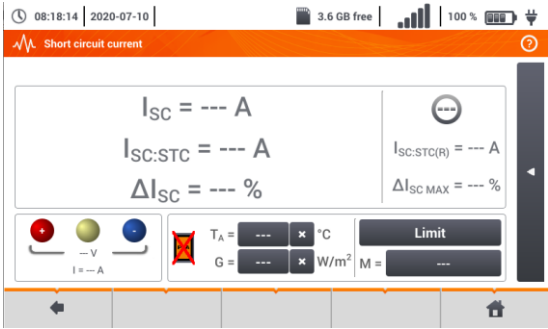 08:18:14 2020-07-10 3.6 GB free 100 %
Short circuit current ?
ISC = --- A
ISC:STC = --- A
ΔISC = --- %
---
ISC:STC(R) = --- A
ΔISC MAX = --- %
+ -
--- V
I = --- A
TA = --- × °C
G = --- × W/m²
Limit
M = ---